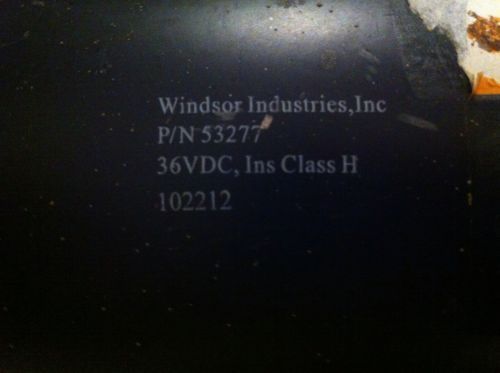 Windsor Industries,Inc
P/N 53277
36VDC, Ins Class H
102212